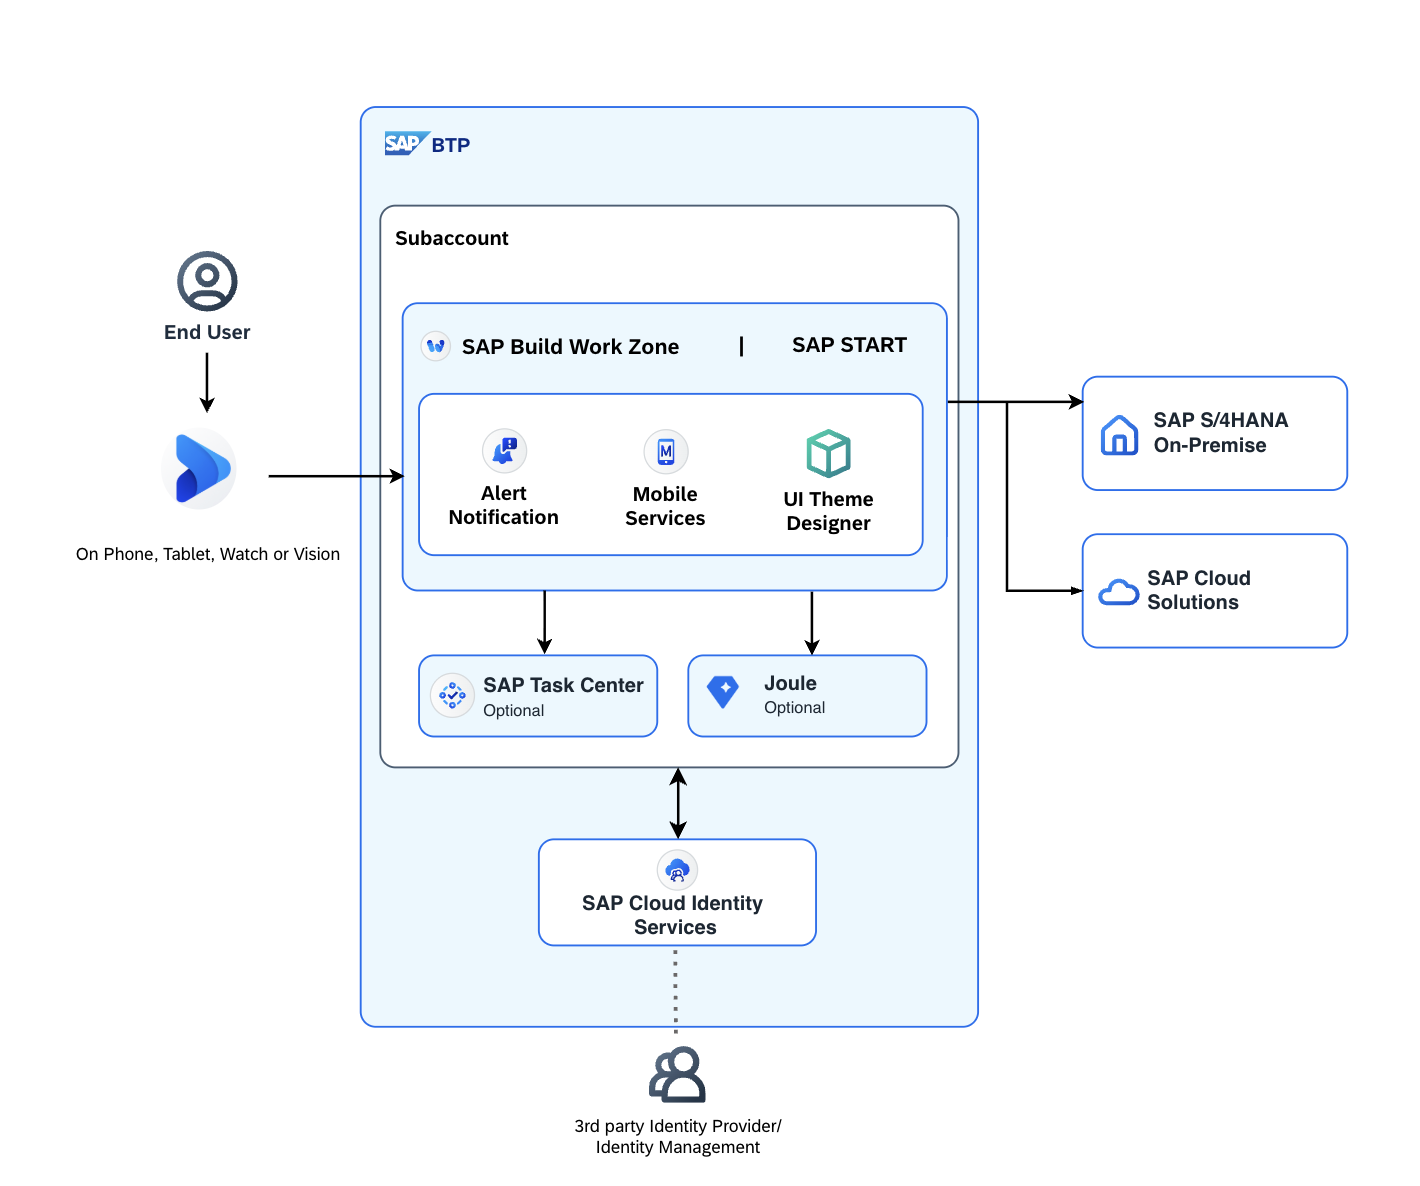 SAP BTP
Subaccount
End User
On Phone, Tablet, Watch or Vision
SAP Build Work Zone | SAP START
Alert
Notification
M
Mobile
Services
UI Theme
Designer
SAP S/4HANA
On-Premise
SAP Cloud
Solutions
SAP Task Center
Optional
Joule
Optional
SAP Cloud Identity
Services
3rd party Identity Provider/
Identity Management